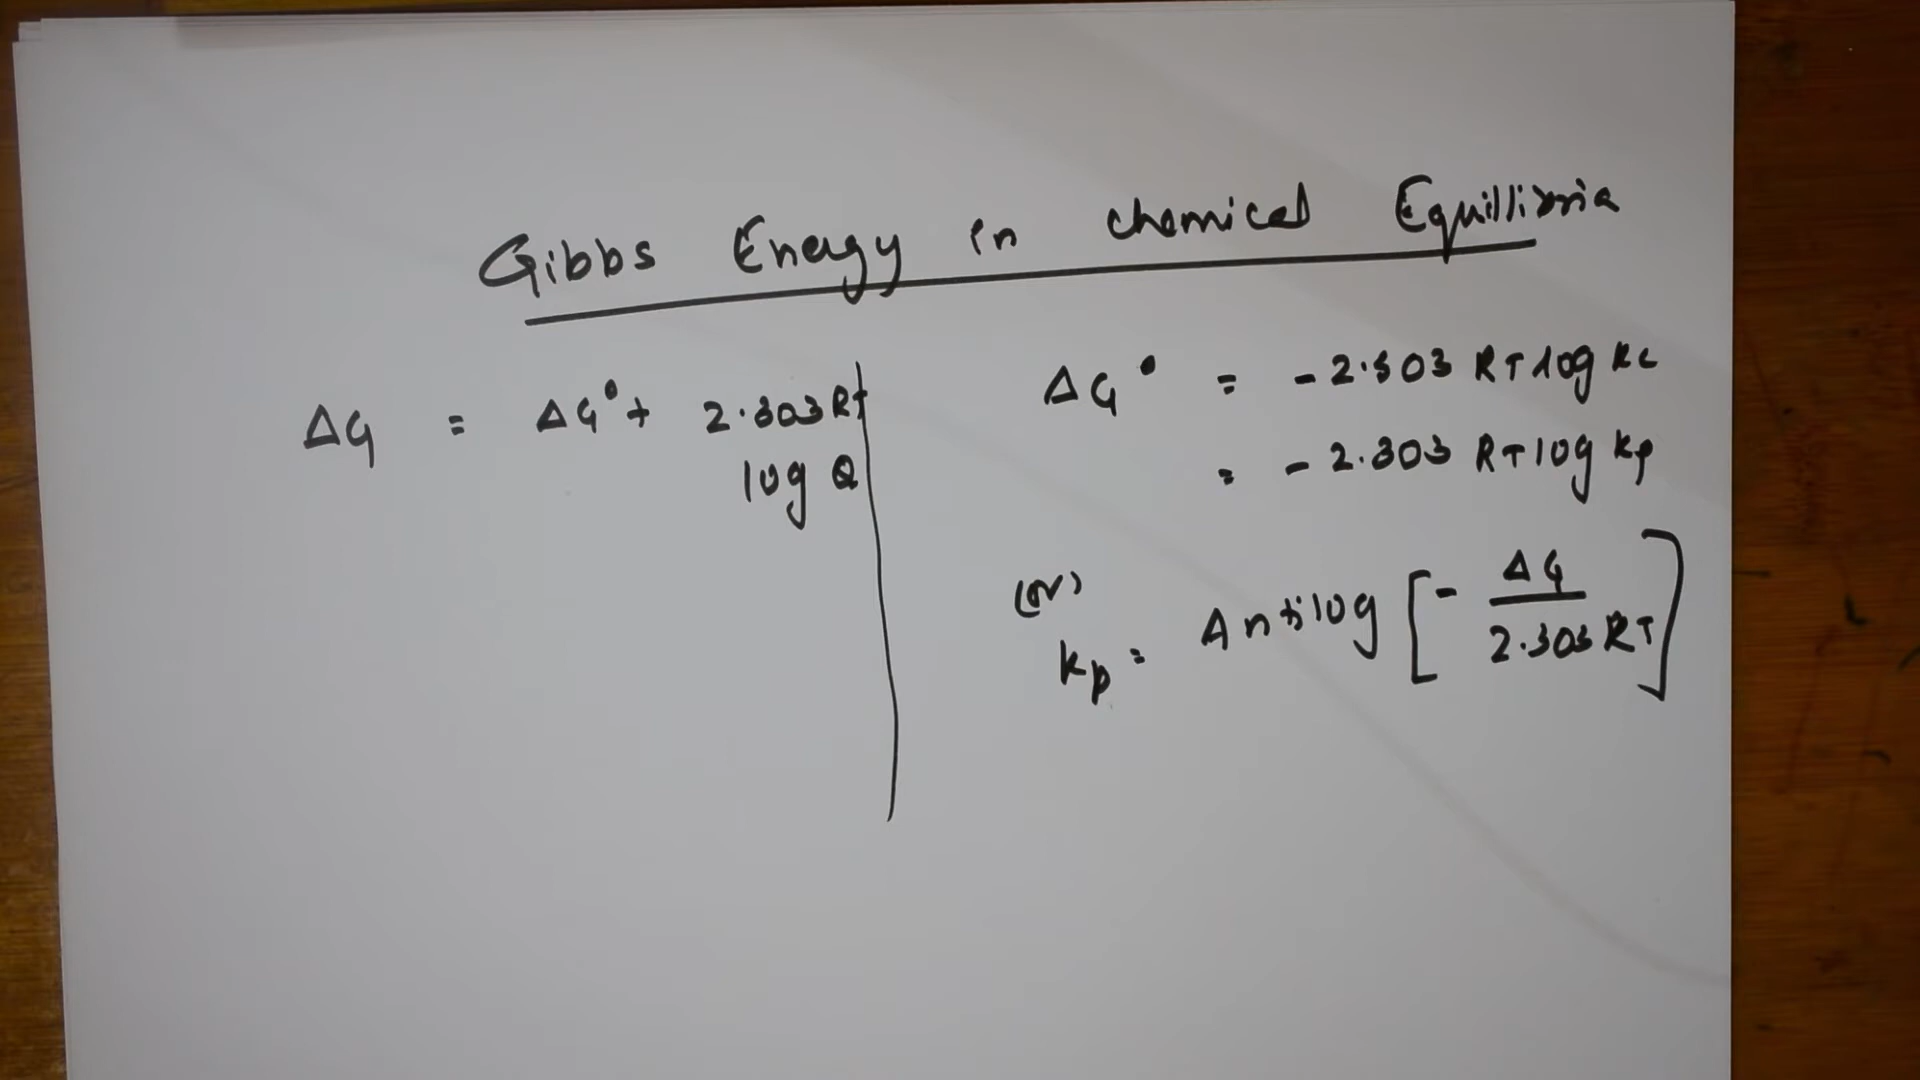 Gibbs Energy in chemical Equilliria
ΔG = ΔG° + 2.303RT
log Q
ΔG° = -2.303 RT log Kc
= -2.303 RT log Kp
(or)
Kp = Antilog [- ΔG / 2.303 RT]